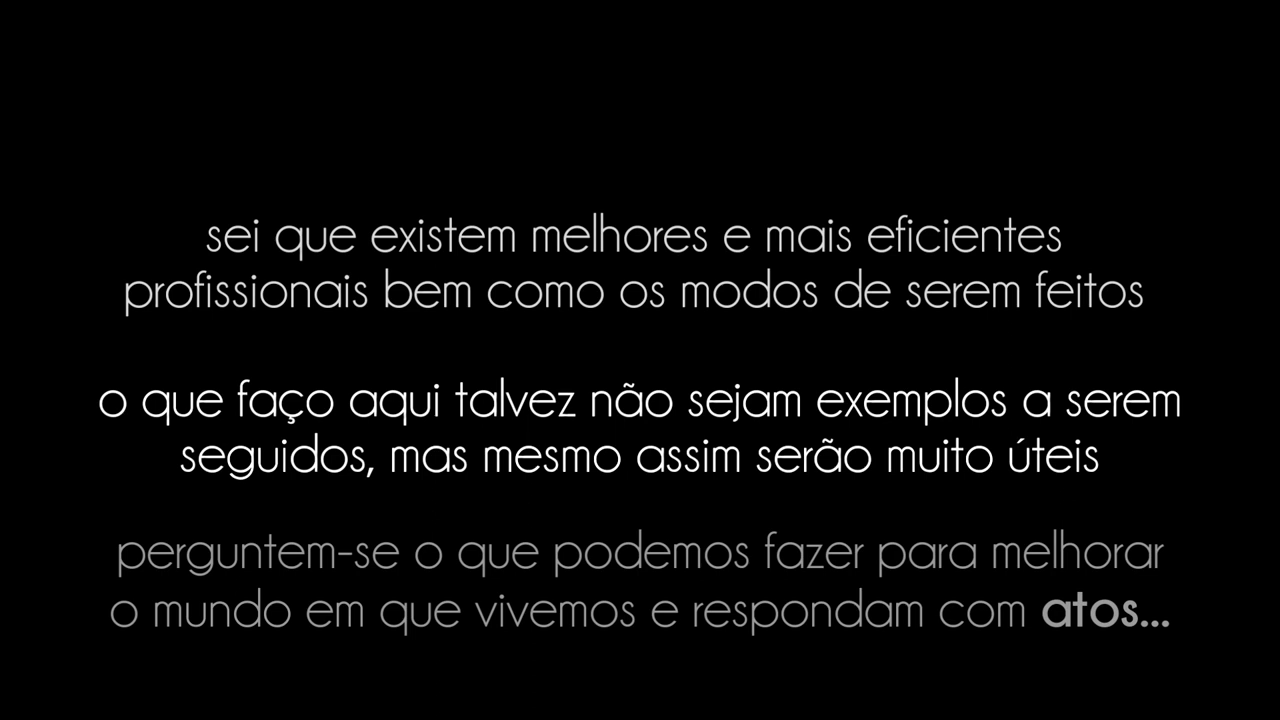 sei que existem melhores e mais eficientes
profissionais bem como os modos de serem feitos
o que faço aqui talvez não sejam exemplos a serem
seguidos, mas mesmo assim serão muito úteis
perguntem-se o que podemos fazer para melhorar
o mundo em que vivemos e respondam com atos...